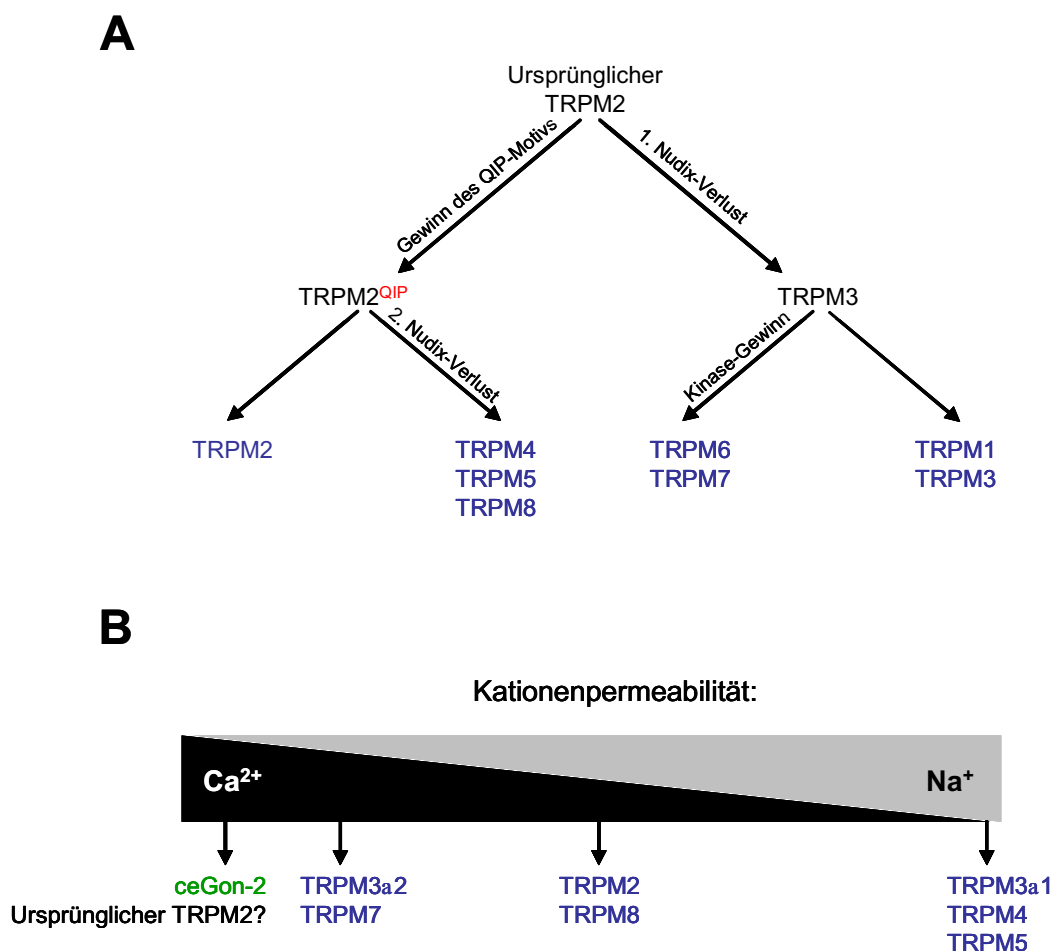 A
Ursprünglicher
TRPM2
Gewinn des QIP-Motivs
1. Nudix-Verlust
TRPM2QIP
TRPM3
2. Nudix-Verlust
Kinase-Gewinn
TRPM2
TRPM4
TRPM5
TRPM8
TRPM6
TRPM7
TRPM1
TRPM3
B
Kationenpermeabilität:
Ca2+
Na+
ceGon-2
Ursprünglicher TRPM2?
TRPM3a2
TRPM7
TRPM2
TRPM8
TRPM3a1
TRPM4
TRPM5